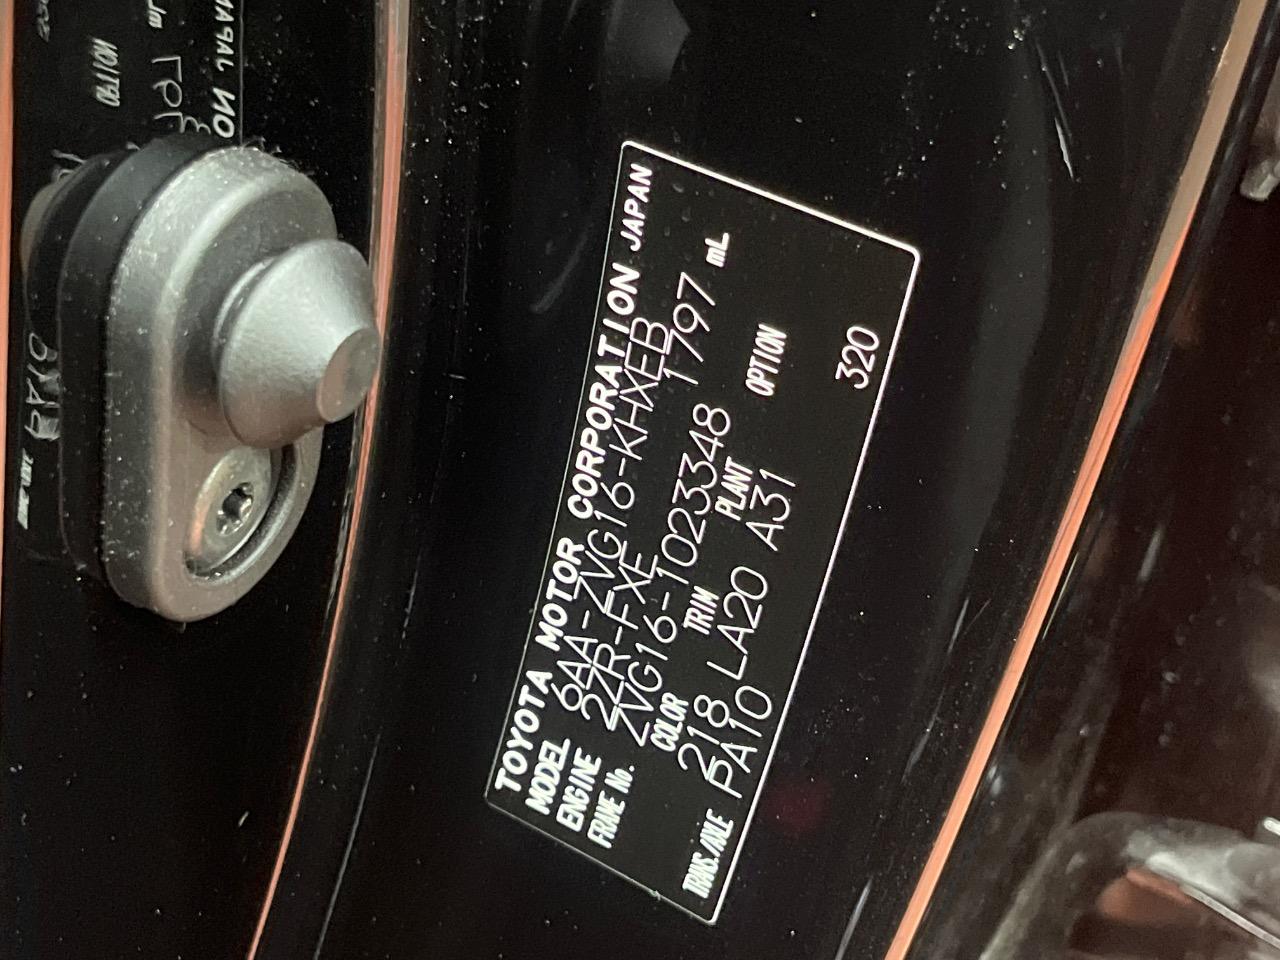 TOYOTA MOTOR CORPORATION JAPAN
MODEL 6AA-ZVG16-KHXEB
ENGINE 2ZR-FXE 1797 mL
FRAME No. ZVG16-1023348
COLOR TRIM PLANT OPTION
218 LA20 A31
TRANS./AXLE PA10 320